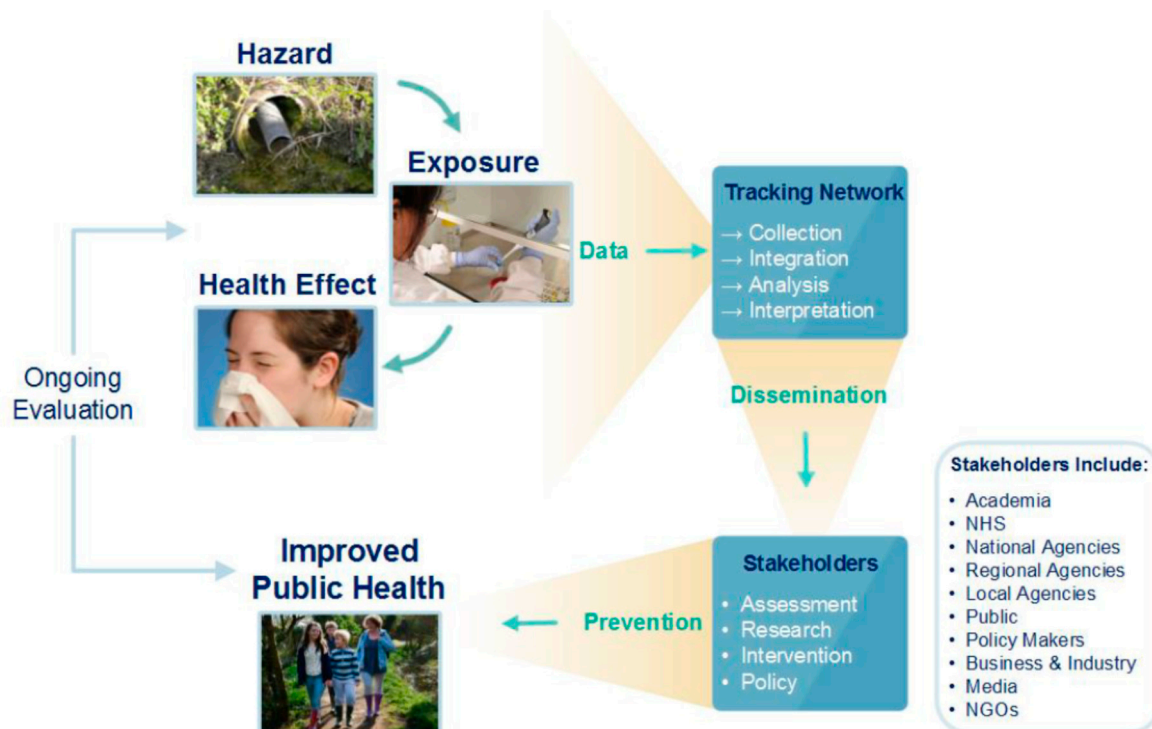 Hazard
Exposure
Health Effect
Data
Tracking Network
→ Collection
→ Integration
→ Analysis
→ Interpretation
Ongoing
Evaluation
Dissemination
Stakeholders Include:
• Academia
• NHS
• National Agencies
• Regional Agencies
• Local Agencies
• Public
• Policy Makers
• Business & Industry
• Media
• NGOs
Improved
Public Health
Prevention
Stakeholders
• Assessment
• Research
• Intervention
• Policy